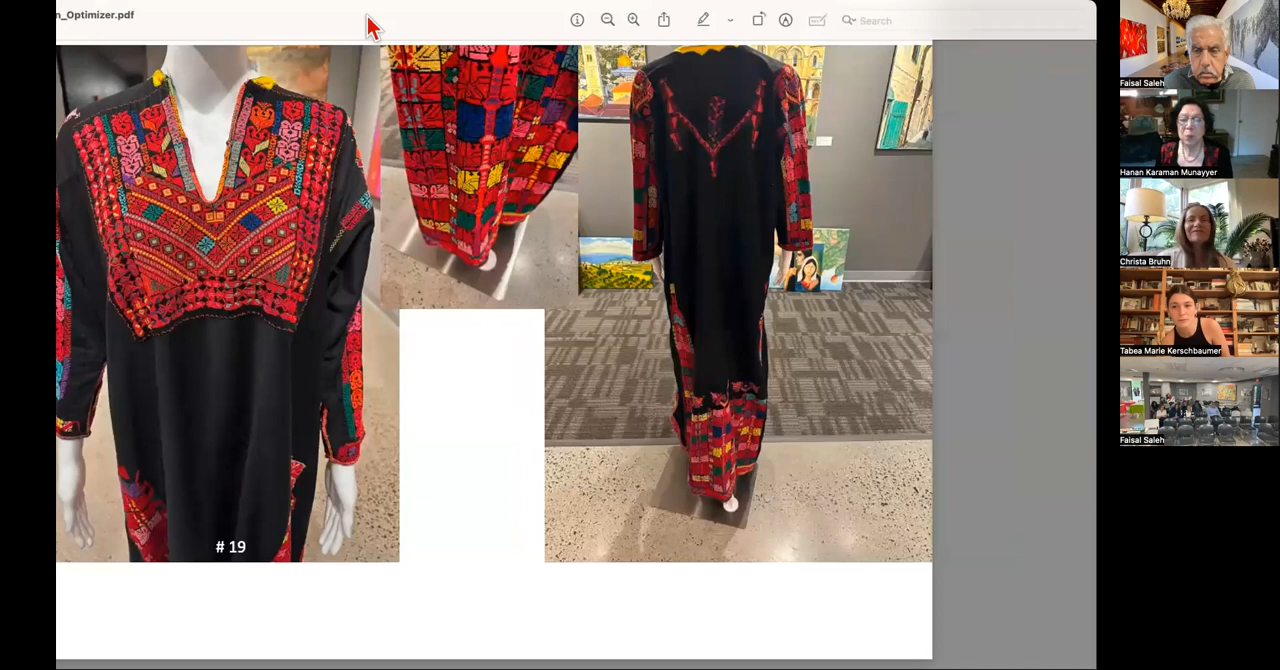 n_Optimizer.pdf
Search
# 19
Faisal Saleh
Hanan Karaman Munayyer
Christa Bruhn
Tabea Marie Kerschbaumer
Faisal Saleh